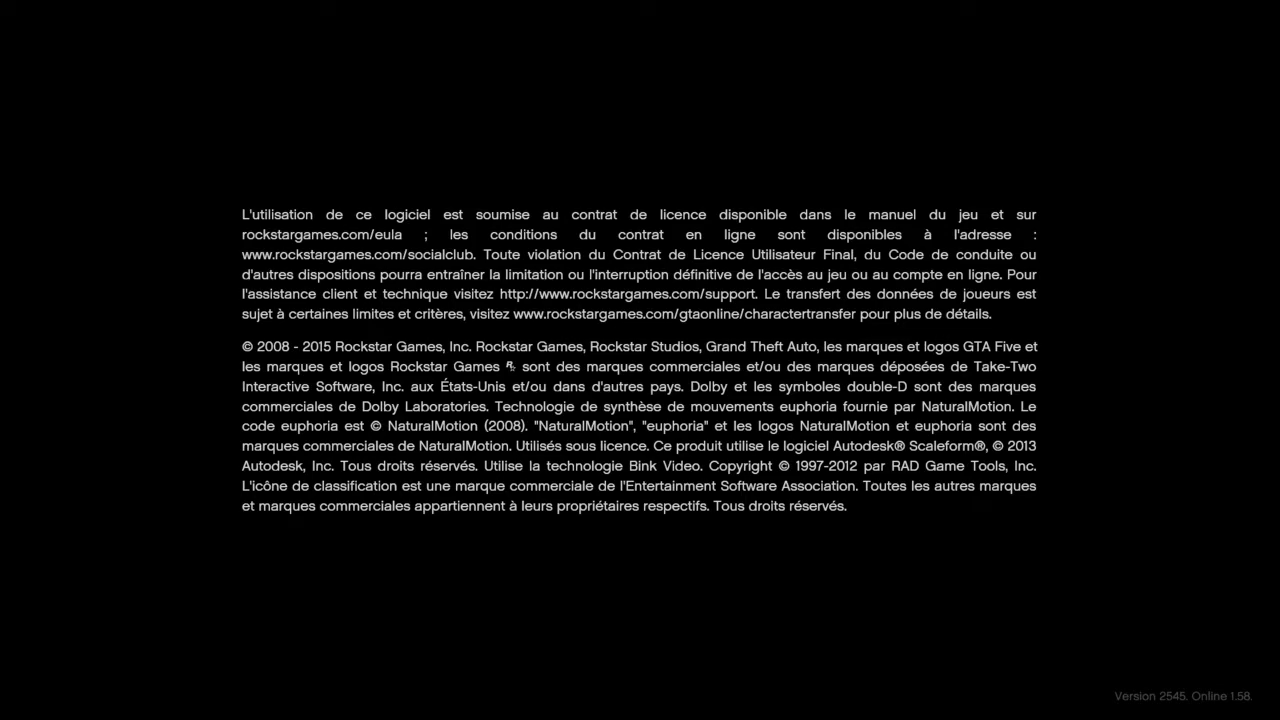 L'utilisation de ce logiciel est soumise au contrat de licence disponible dans le manuel du jeu et sur
rockstargames.com/eula ; les conditions du contrat en ligne sont disponibles à l'adresse :
www.rockstargames.com/socialclub. Toute violation du Contrat de Licence Utilisateur Final, du Code de conduite ou
d'autres dispositions pourra entraîner la limitation ou l'interruption définitive de l'accès au jeu ou au compte en ligne. Pour
l'assistance client et technique visitez http://www.rockstargames.com/support. Le transfert des données de joueurs est
sujet à certaines limites et critères, visitez www.rockstargames.com/gtaonline/charactertransfer pour plus de détails.
© 2008 - 2015 Rockstar Games, Inc. Rockstar Games, Rockstar Studios, Grand Theft Auto, les marques et logos GTA Five et
les marques et logos Rockstar Games R* sont des marques commerciales et/ou des marques déposées de Take-Two
Interactive Software, Inc. aux États-Unis et/ou dans d'autres pays. Dolby et les symboles double-D sont des marques
commerciales de Dolby Laboratories. Technologie de synthèse de mouvements euphoria fournie par NaturalMotion. Le
code euphoria est © NaturalMotion (2008). "NaturalMotion", "euphoria" et les logos NaturalMotion et euphoria sont des
marques commerciales de NaturalMotion. Utilisés sous licence. Ce produit utilise le logiciel Autodesk® Scaleform®, © 2013
Autodesk, Inc. Tous droits réservés. Utilise la technologie Bink Video. Copyright © 1997-2012 par RAD Game Tools, Inc.
L'icône de classification est une marque commerciale de l'Entertainment Software Association. Toutes les autres marques
et marques commerciales appartiennent à leurs propriétaires respectifs. Tous droits réservés.
Version 2545. Online 1.58.